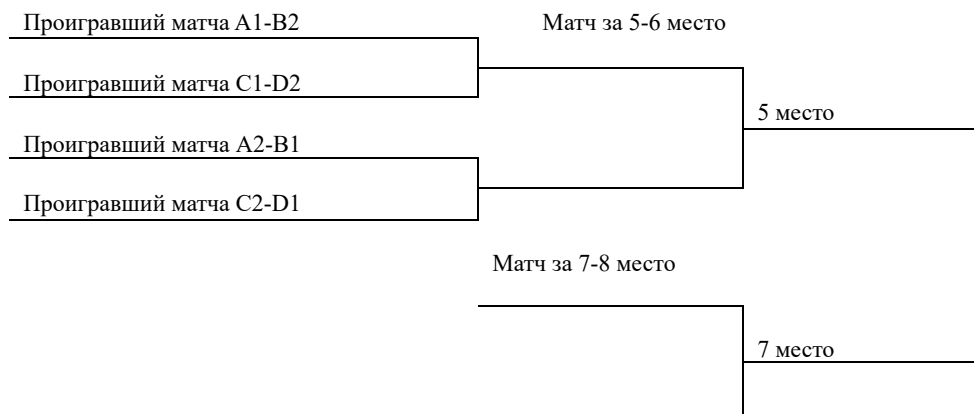 Проигравший матча A1-B2
Матч за 5-6 место
Проигравший матча C1-D2
5 место
Проигравший матча A2-B1
Проигравший матча C2-D1
Матч за 7-8 место
7 место